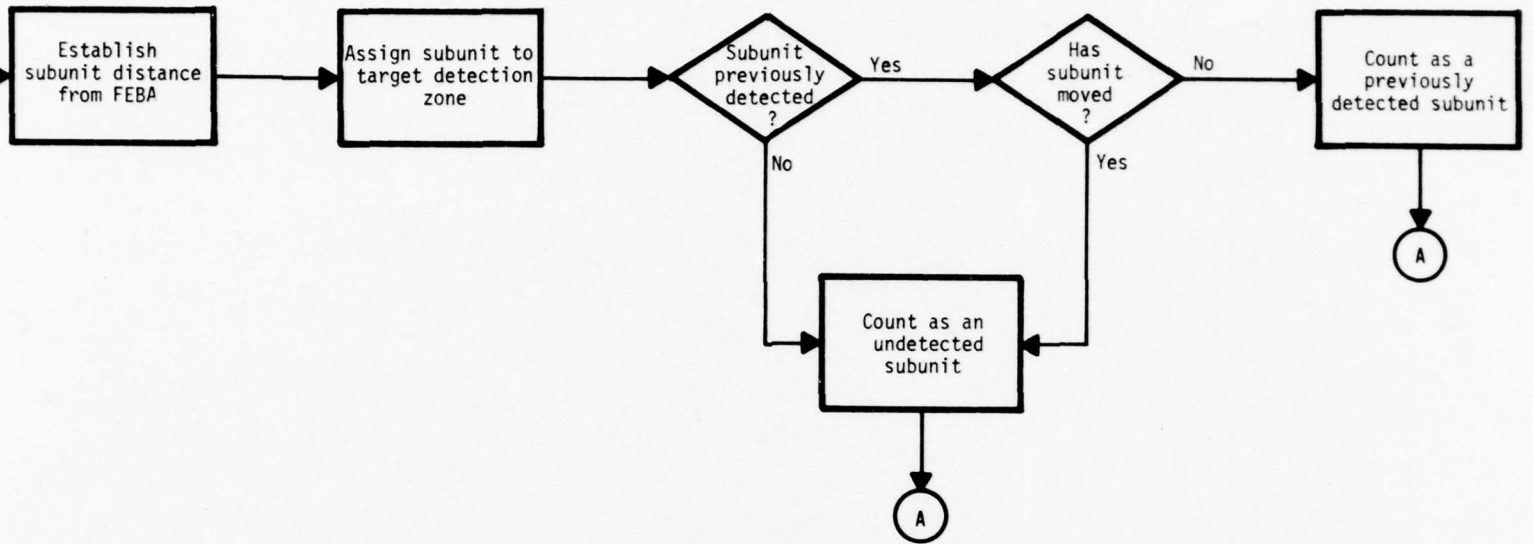 Establish
subunit distance
from FEBA
Assign subunit to
target detection
zone
Subunit
previously
detected
?
Yes
No
Has
subunit
moved
?
No
Yes
Count as a
previously
detected subunit
A
Count as an
undetected
subunit
A